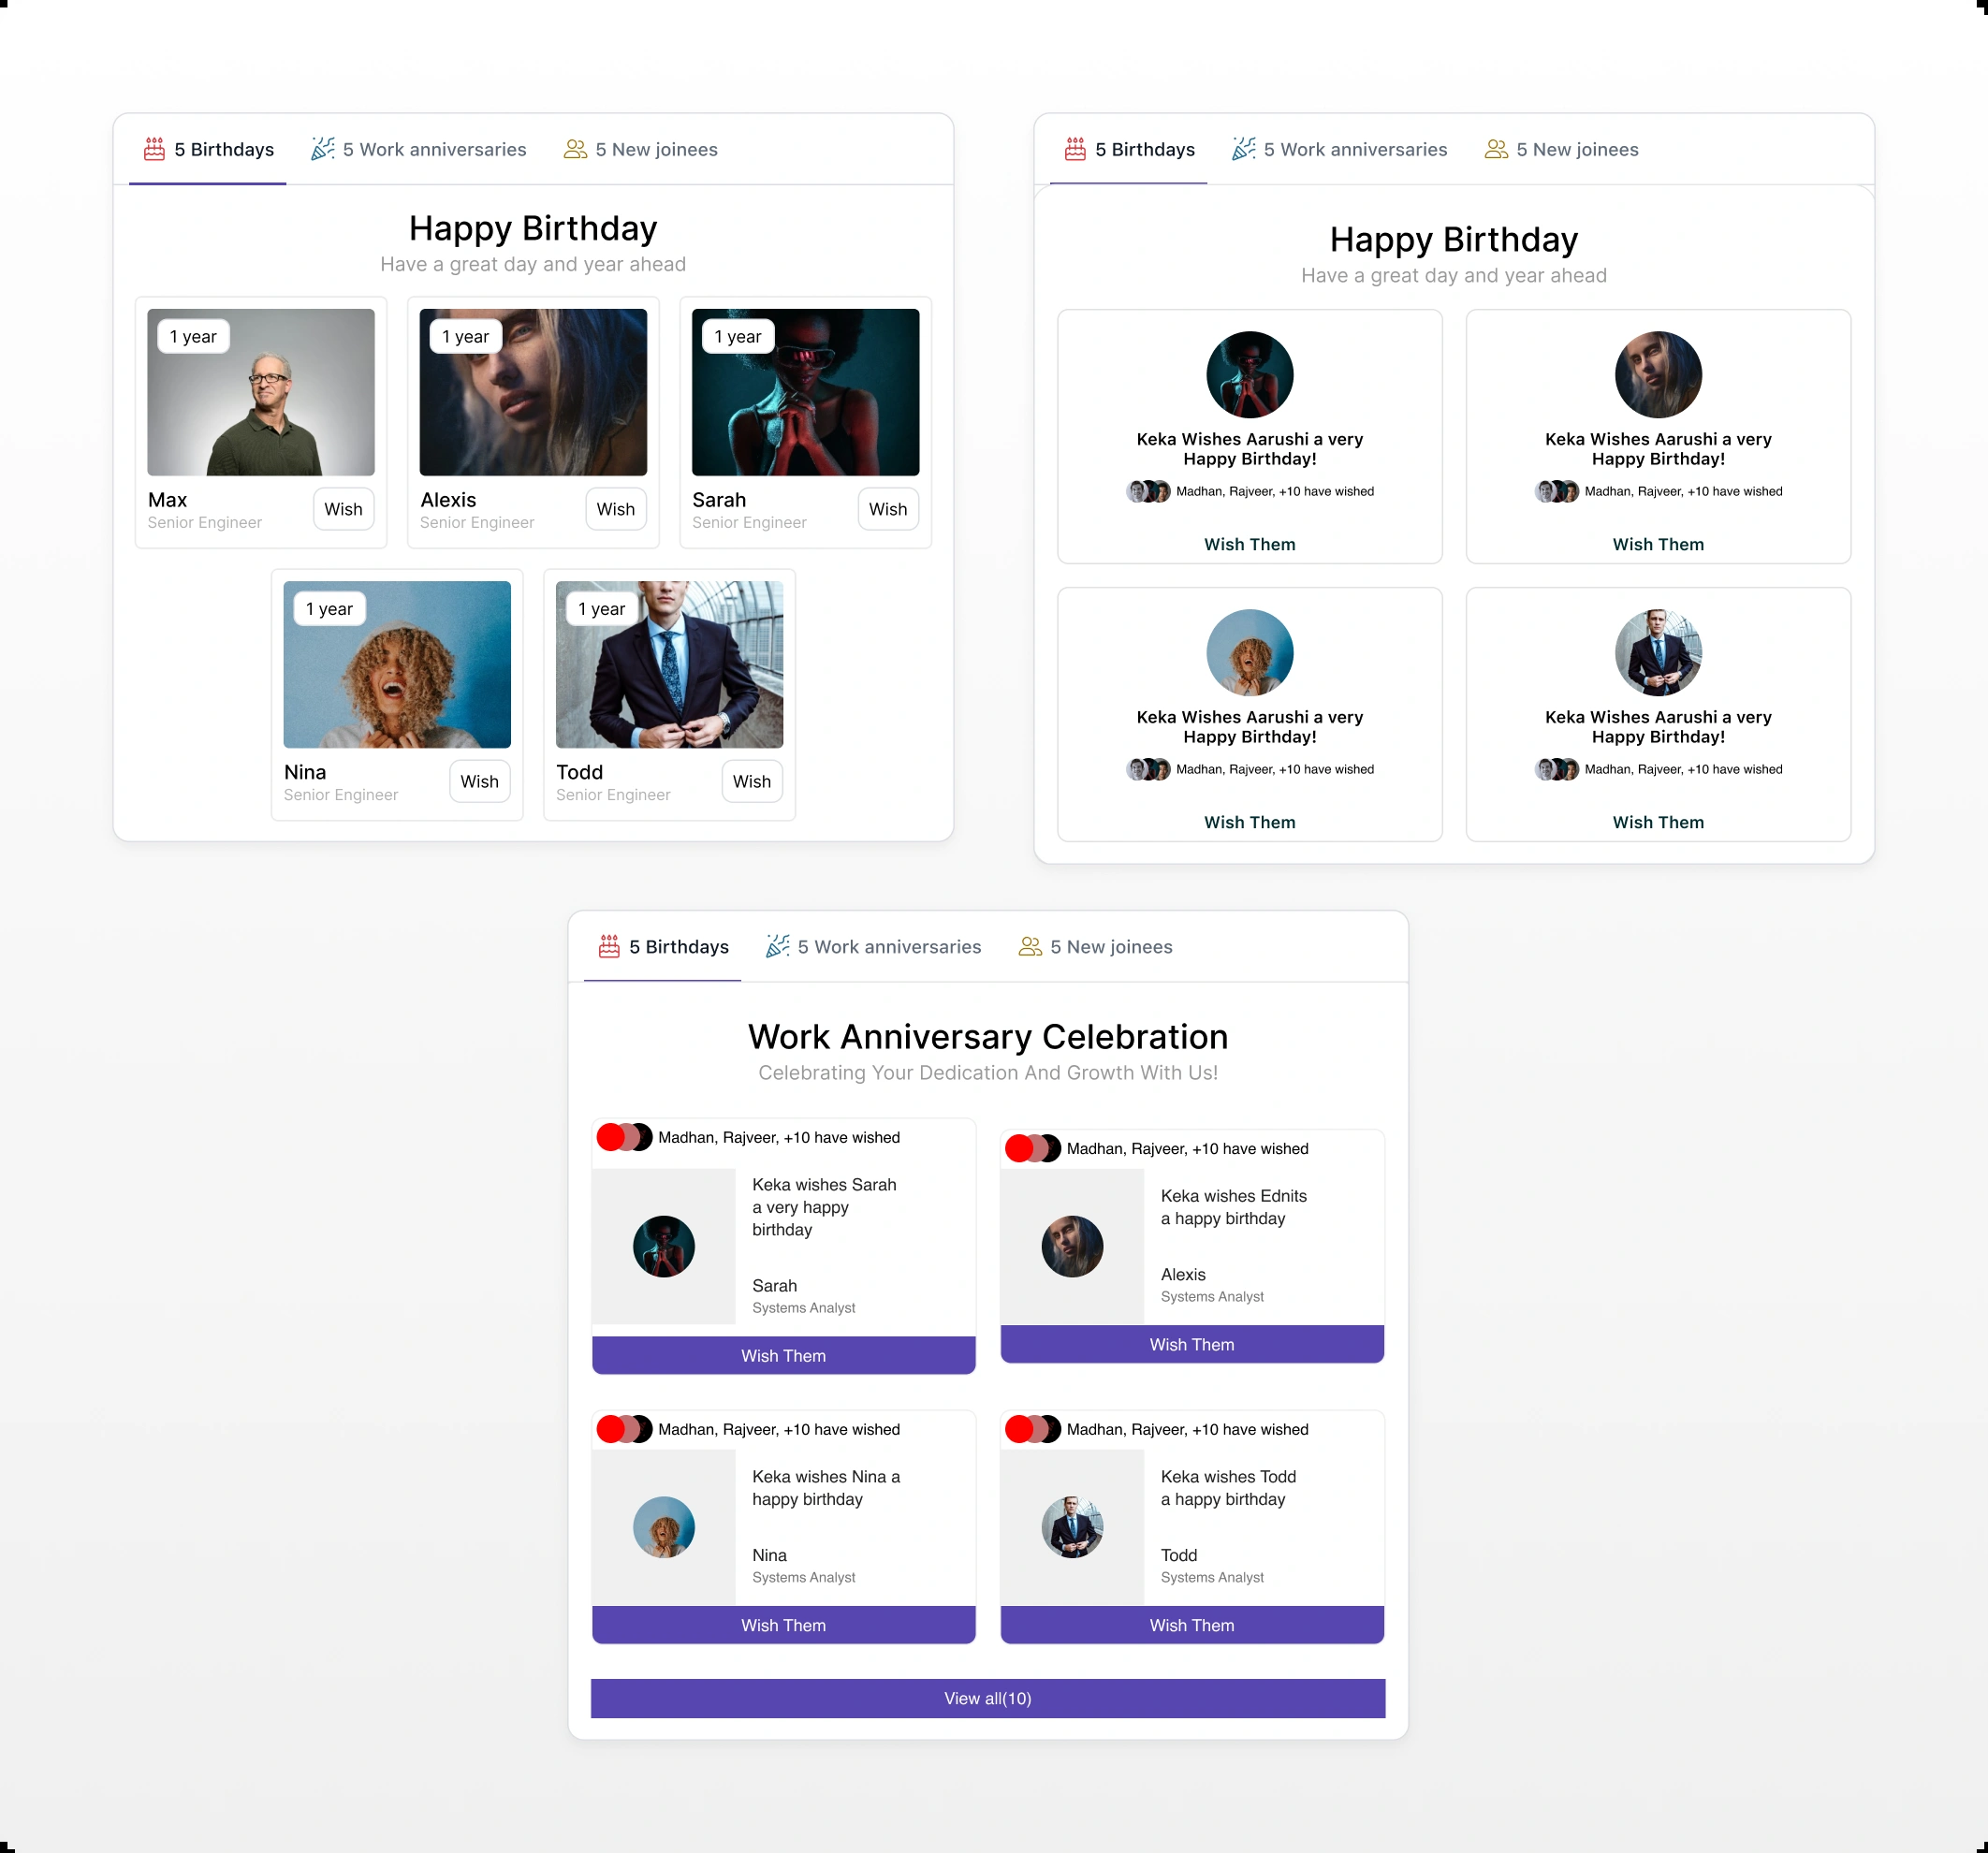 5 Birthdays 5 Work anniversaries 5 New joinees
Happy Birthday
Have a great day and year ahead
1 year
1 year
1 year
Max
Senior Engineer
Wish
Alexis
Senior Engineer
Wish
Sarah
Senior Engineer
Wish
1 year
1 year
Nina
Senior Engineer
Wish
Todd
Senior Engineer
Wish
5 Birthdays 5 Work anniversaries 5 New joinees
Happy Birthday
Have a great day and year ahead
Keka Wishes Aarushi a very
Happy Birthday!
Madhan, Rajveer, +10 have wished
Wish Them
Keka Wishes Aarushi a very
Happy Birthday!
Madhan, Rajveer, +10 have wished
Wish Them
Keka Wishes Aarushi a very
Happy Birthday!
Madhan, Rajveer, +10 have wished
Wish Them
Keka Wishes Aarushi a very
Happy Birthday!
Madhan, Rajveer, +10 have wished
Wish Them
5 Birthdays 5 Work anniversaries 5 New joinees
Work Anniversary Celebration
Celebrating Your Dedication And Growth With Us!
Madhan, Rajveer, +10 have wished
Keka wishes Sarah
a very happy
birthday
Sarah
Systems Analyst
Wish Them
Madhan, Rajveer, +10 have wished
Keka wishes Ednits
a happy birthday
Alexis
Systems Analyst
Wish Them
Madhan, Rajveer, +10 have wished
Keka wishes Nina a
happy birthday
Nina
Systems Analyst
Wish Them
Madhan, Rajveer, +10 have wished
Keka wishes Todd
a happy birthday
Todd
Systems Analyst
Wish Them
View all(10)